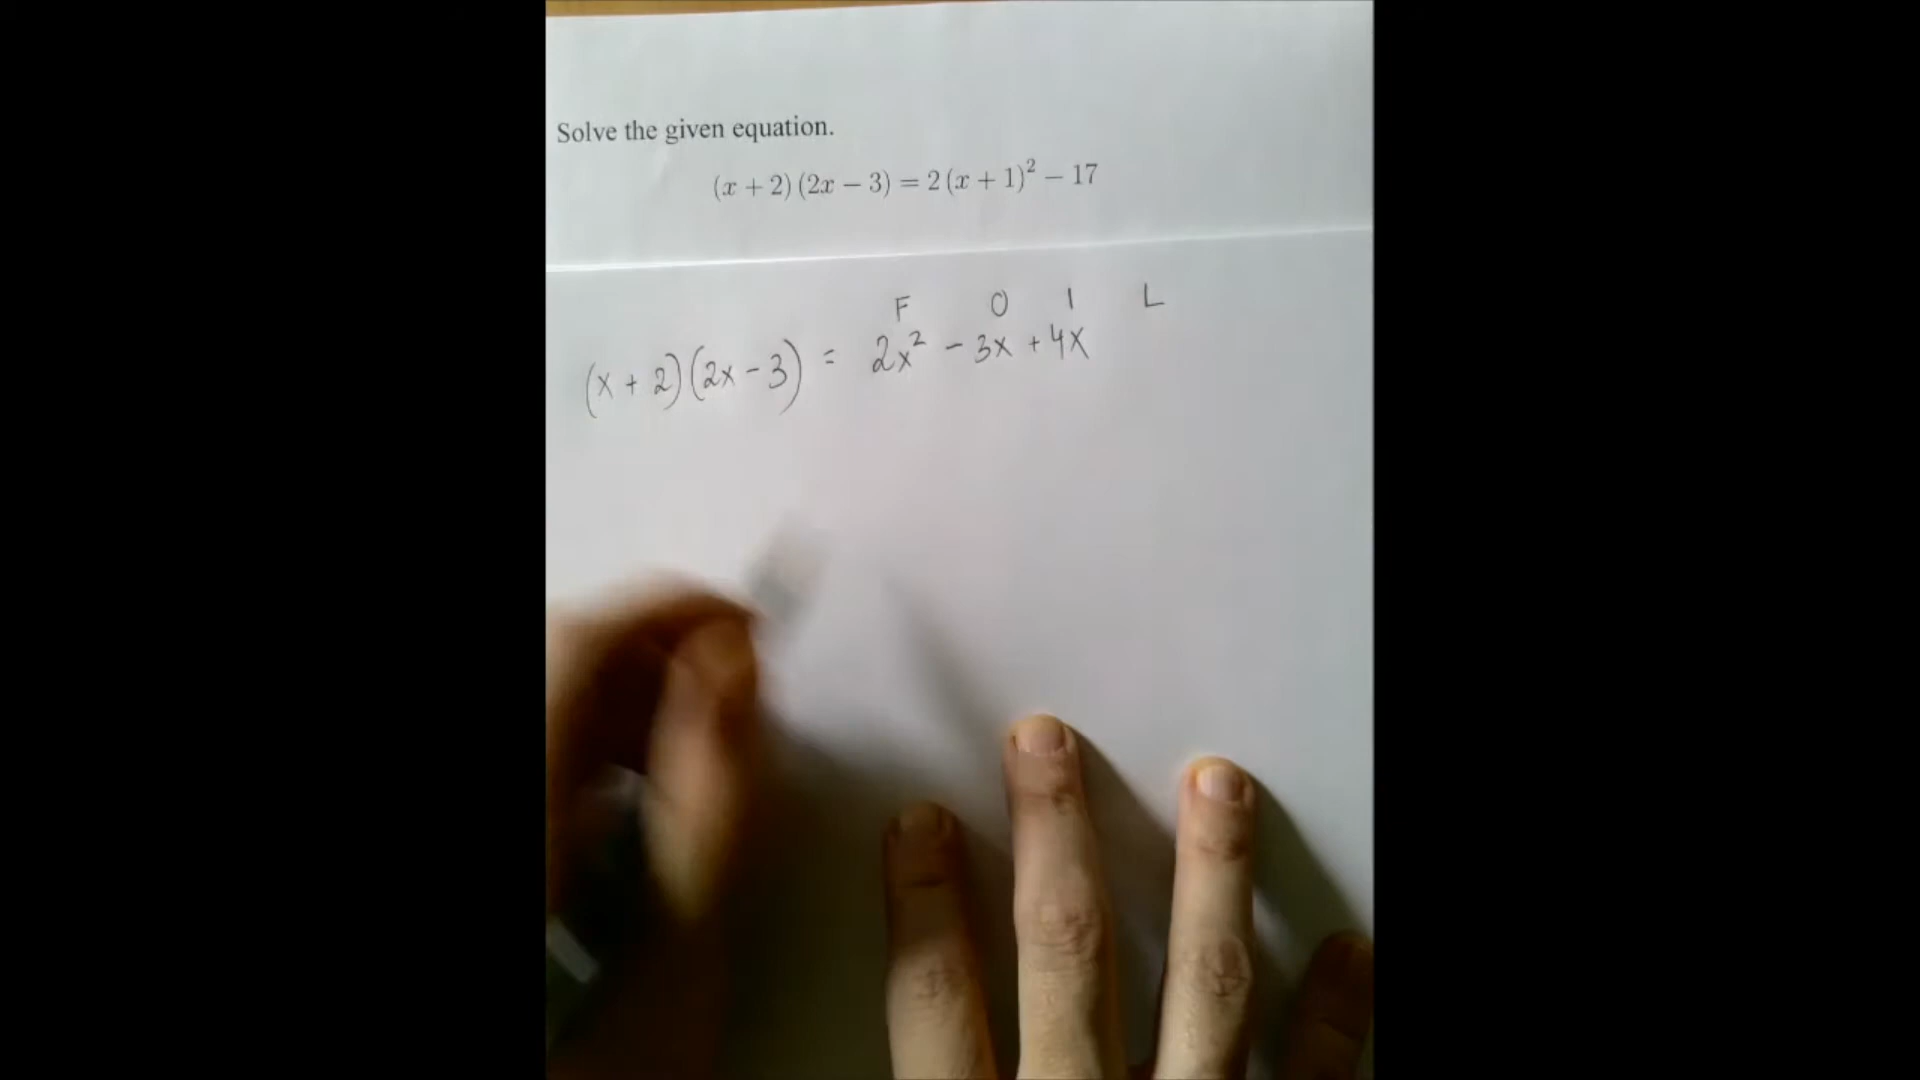 Solve the given equation.
(x + 2)(2x − 3) = 2(x + 1)² − 17
F O I L
(x + 2)(2x − 3) = 2x² − 3x + 4x